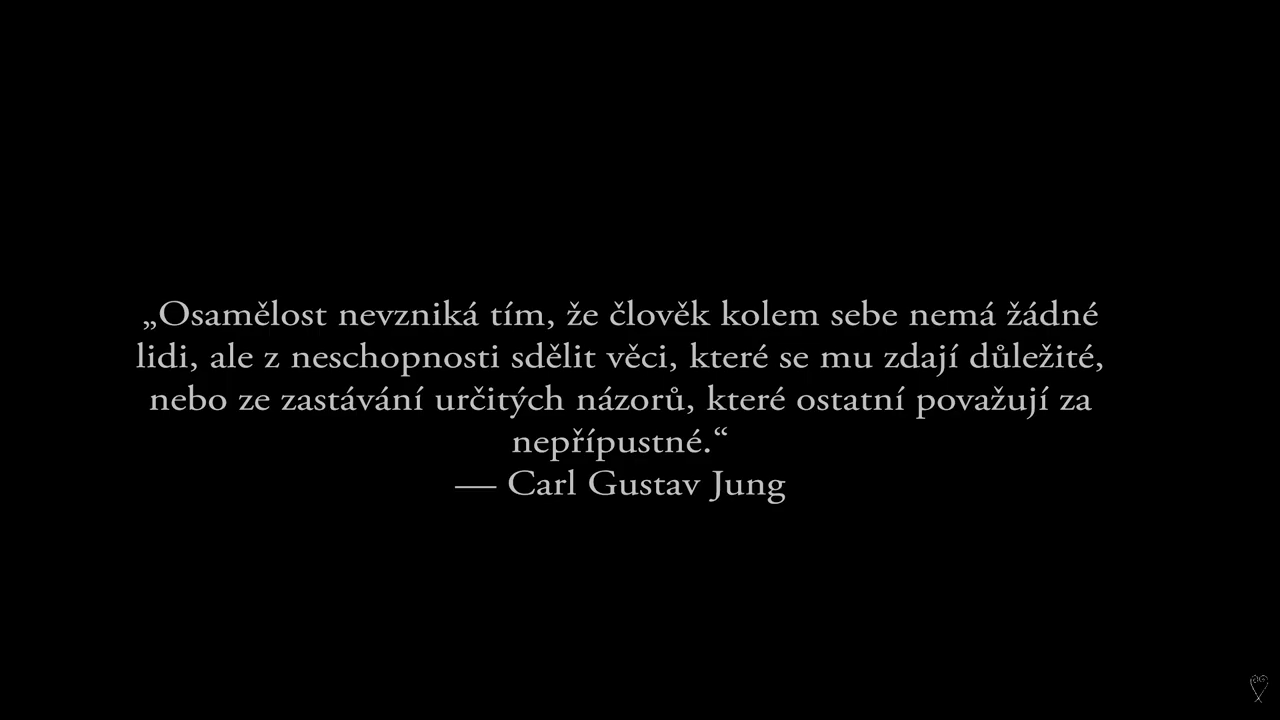 „Osamělost nevzniká tím, že člověk kolem sebe nemá žádné
lidi, ale z neschopnosti sdělit věci, které se mu zdají důležité,
nebo ze zastávání určitých názorů, které ostatní považují za
nepřípustné.“
— Carl Gustav Jung